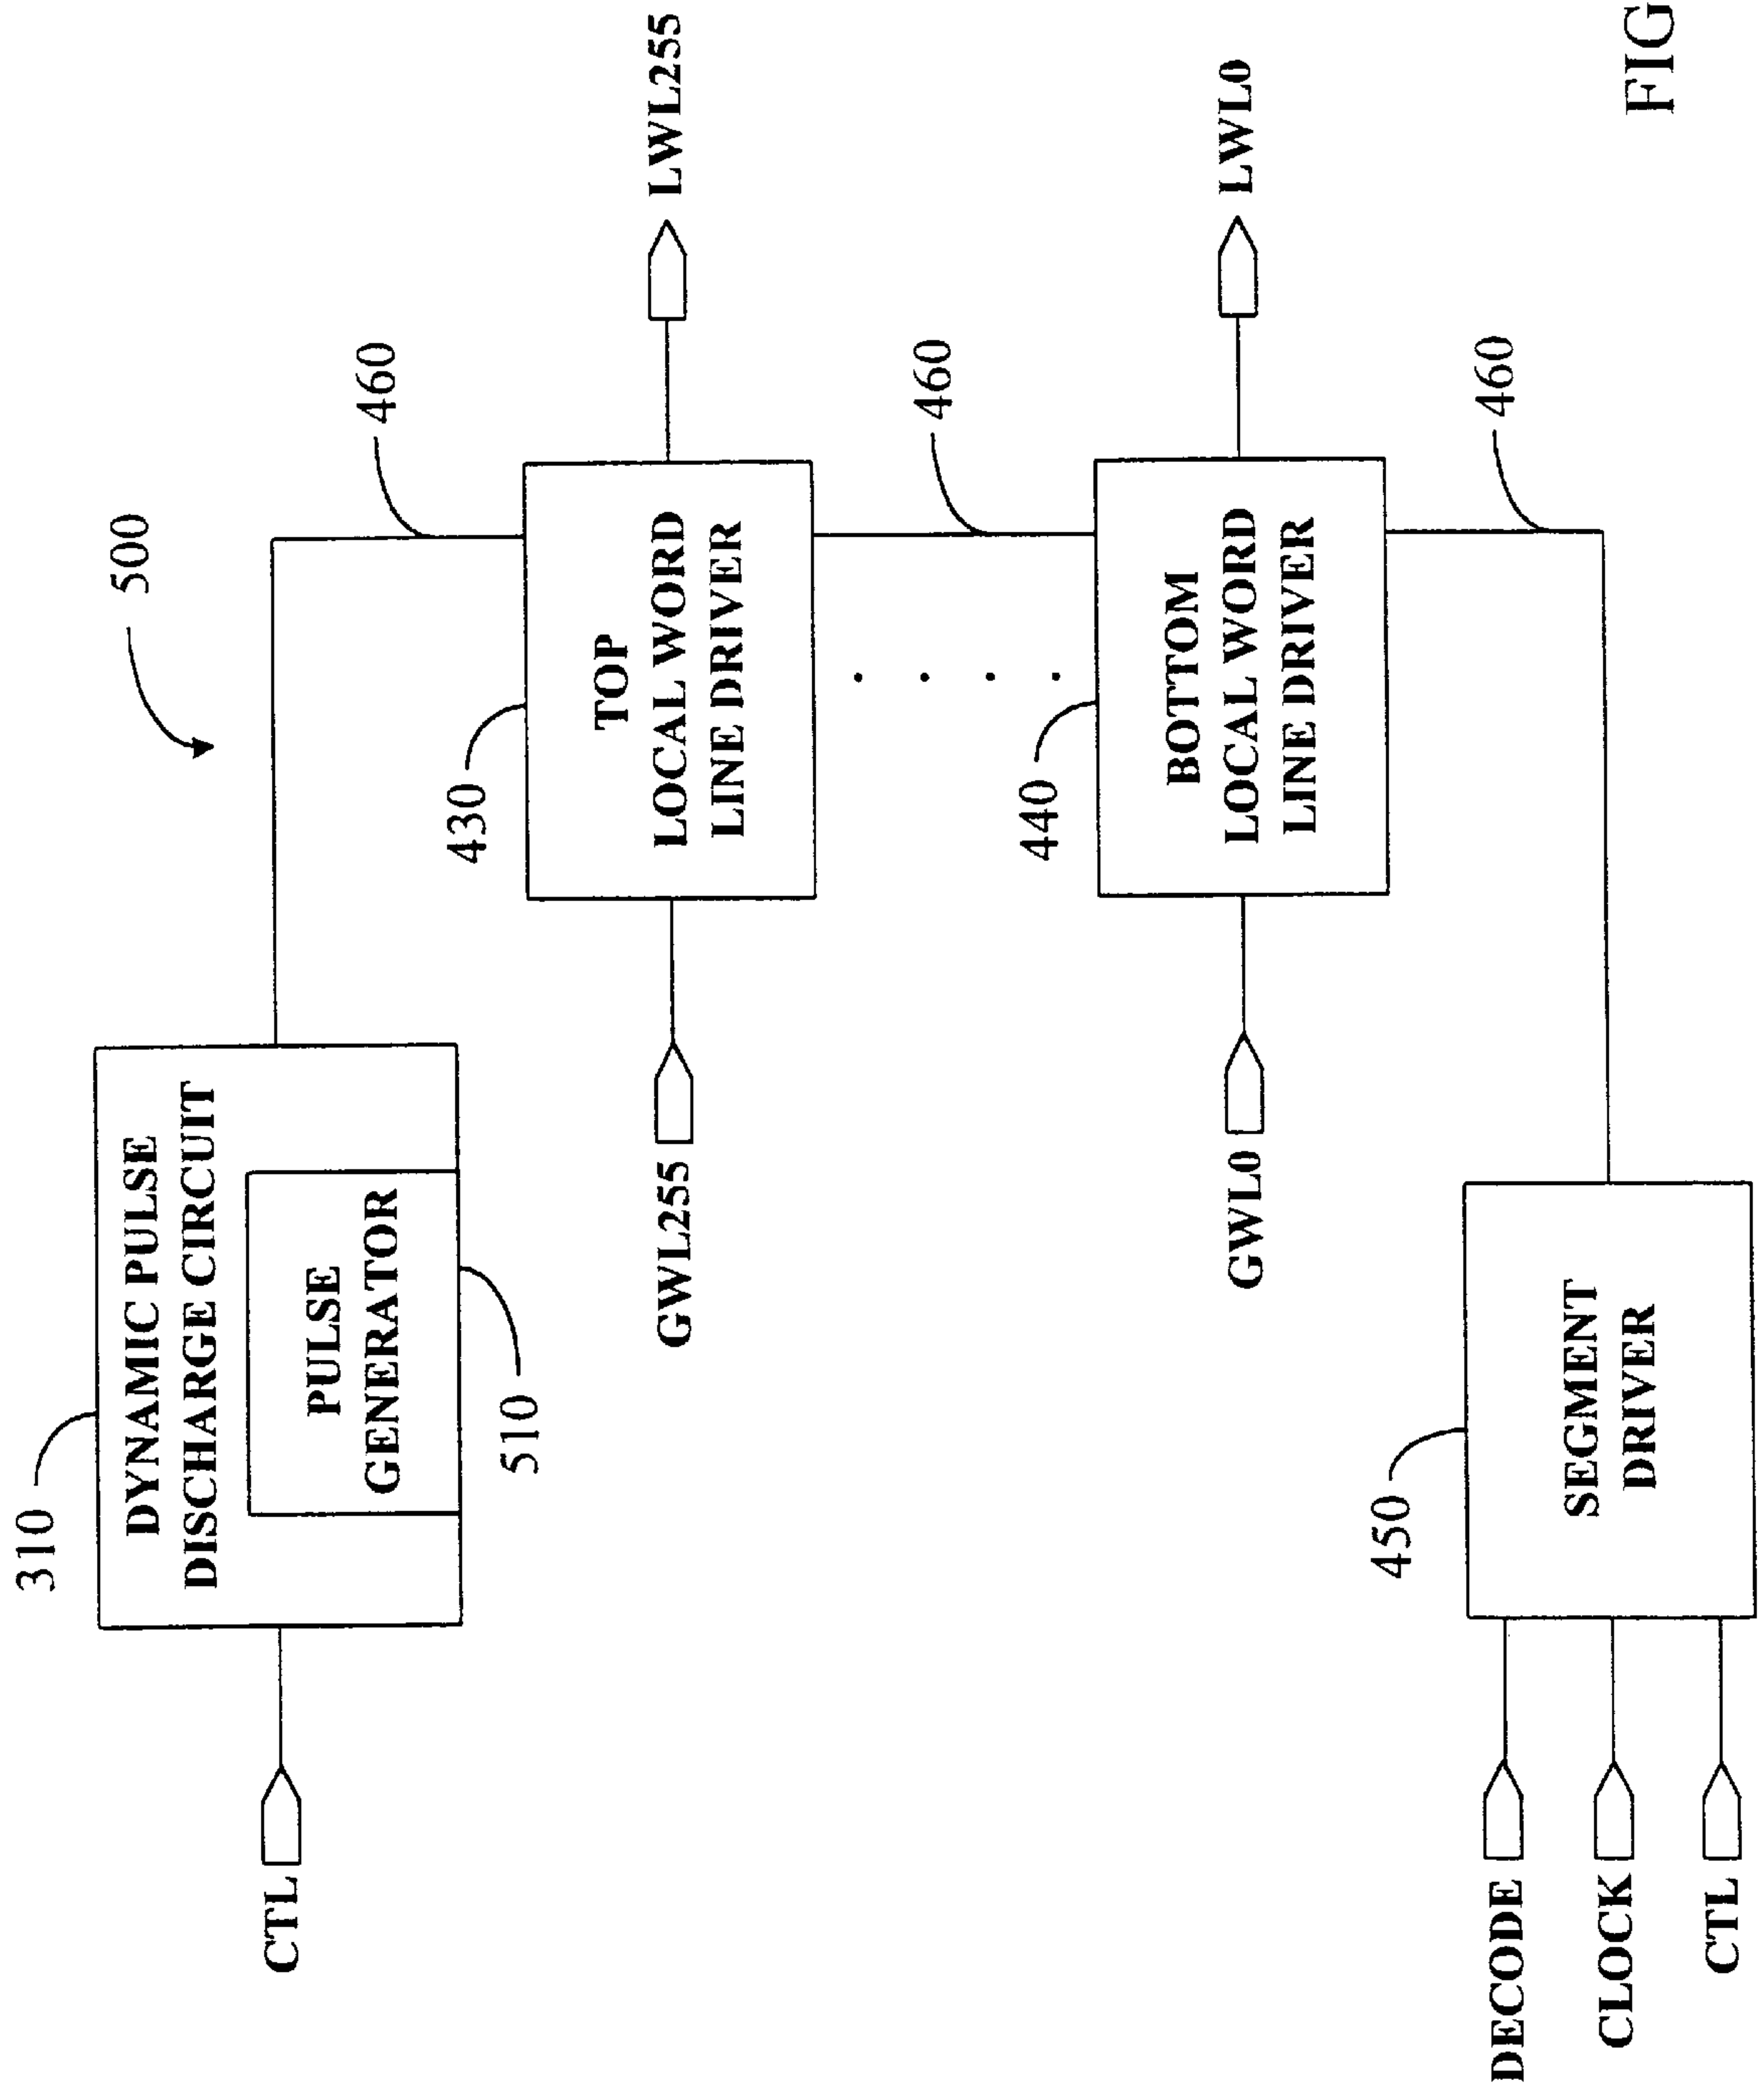 500
310
DYNAMIC PULSE
DISCHARGE CIRCUIT
PULSE
GENERATOR
510
CTL
460
430
TOP
LOCAL WORD
LINE DRIVER
GWL255
LWL255
460
440
BOTTOM
LOCAL WORD
LINE DRIVER
GWL0
LWL0
460
450
SEGMENT
DRIVER
DECODE
CLOCK
CTL
FIG